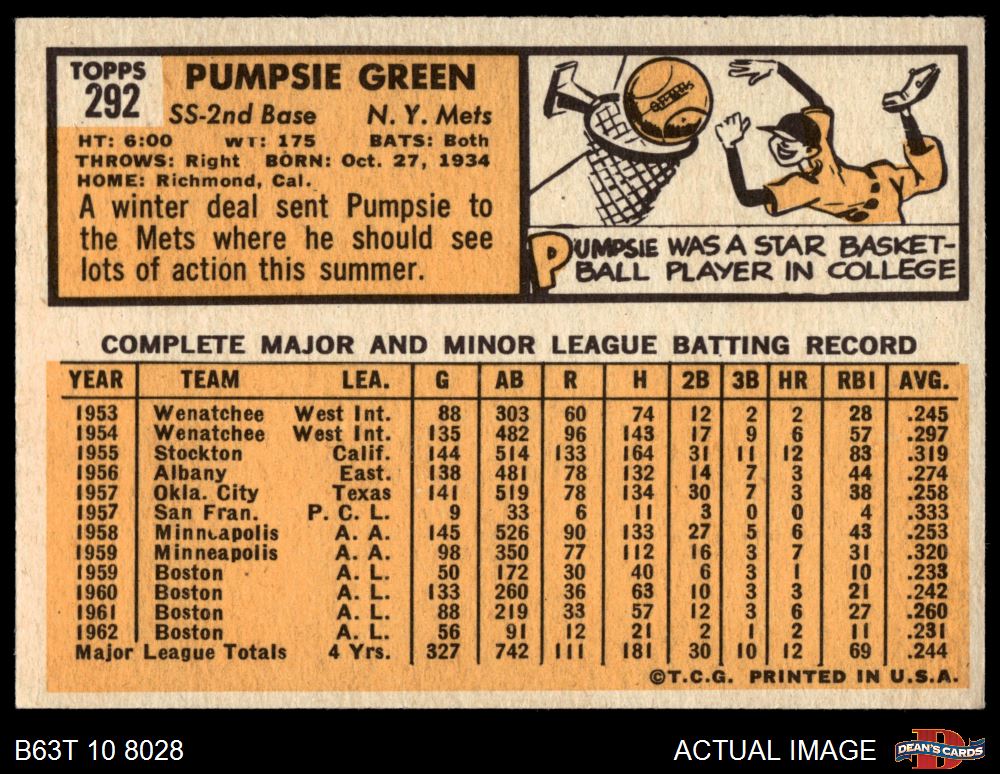 TOPPS
292
PUMPSIE GREEN
SS-2nd Base N. Y. Mets
HT: 6:00 WT: 175 BATS: Both
THROWS: Right BORN: Oct. 27, 1934
HOME: Richmond, Cal.
A winter deal sent Pumpsie to
the Mets where he should see
lots of action this summer.
PUMPSIE WAS A STAR BASKET-
BALL PLAYER IN COLLEGE
COMPLETE MAJOR AND MINOR LEAGUE BATTING RECORD
YEAR TEAM LEA. G AB R H 2B 3B HR RBI AVG.
1953 Wenatchee West Int. 88 303 60 74 12 2 2 28 .245
1954 Wenatchee West Int. 135 482 96 143 17 9 6 57 .297
1955 Stockton Calif. 144 514 133 164 31 11 12 83 .319
1956 Albany East. 138 481 78 132 14 7 3 44 .274
1957 Okla. City Texas 141 519 78 134 30 7 3 38 .258
1957 San Fran. P. C. L. 9 33 6 11 3 0 0 4 .333
1958 Minneapolis A. A. 145 526 90 133 27 5 6 43 .253
1959 Minneapolis A. A. 98 350 77 112 16 3 7 31 .320
1959 Boston A. L. 50 172 30 40 6 3 1 10 .233
1960 Boston A. L. 133 260 36 63 10 3 3 21 .242
1961 Boston A. L. 88 219 33 57 12 3 6 27 .260
1962 Boston A. L. 56 91 12 21 2 1 2 11 .231
Major League Totals 4 Yrs. 327 742 111 181 30 10 12 69 .244
©T.C.G. PRINTED IN U.S.A.
B63T 10 8028 ACTUAL IMAGE
D
DEAN'S CARDS